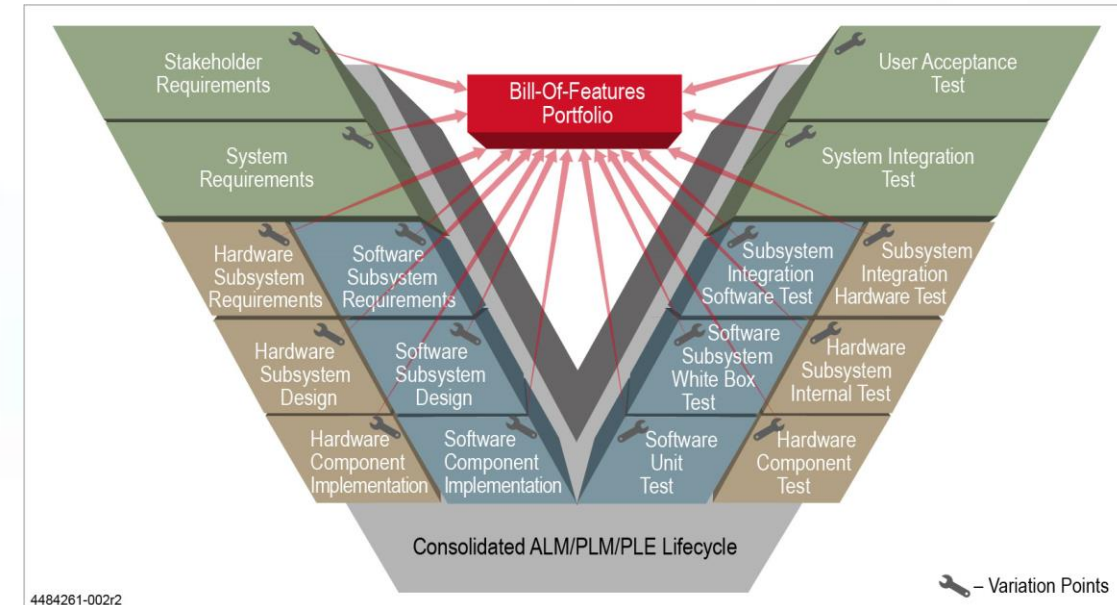 Stakeholder
Requirements
Bill-Of-Features
Portfolio
User Acceptance
Test
System
Requirements
System Integration
Test
Hardware
Subsystem
Requirements
Software
Subsystem
Requirements
Subsystem
Integration
Software Test
Subsystem
Integration
Hardware Test
Hardware
Subsystem
Design
Software
Subsystem
Design
Software
Subsystem
White Box
Test
Hardware
Subsystem
Internal Test
Hardware
Component
Implementation
Software
Component
Implementation
Software
Unit
Test
Hardware
Component
Test
Consolidated ALM/PLM/PLE Lifecycle
– Variation Points
4484261-002r2